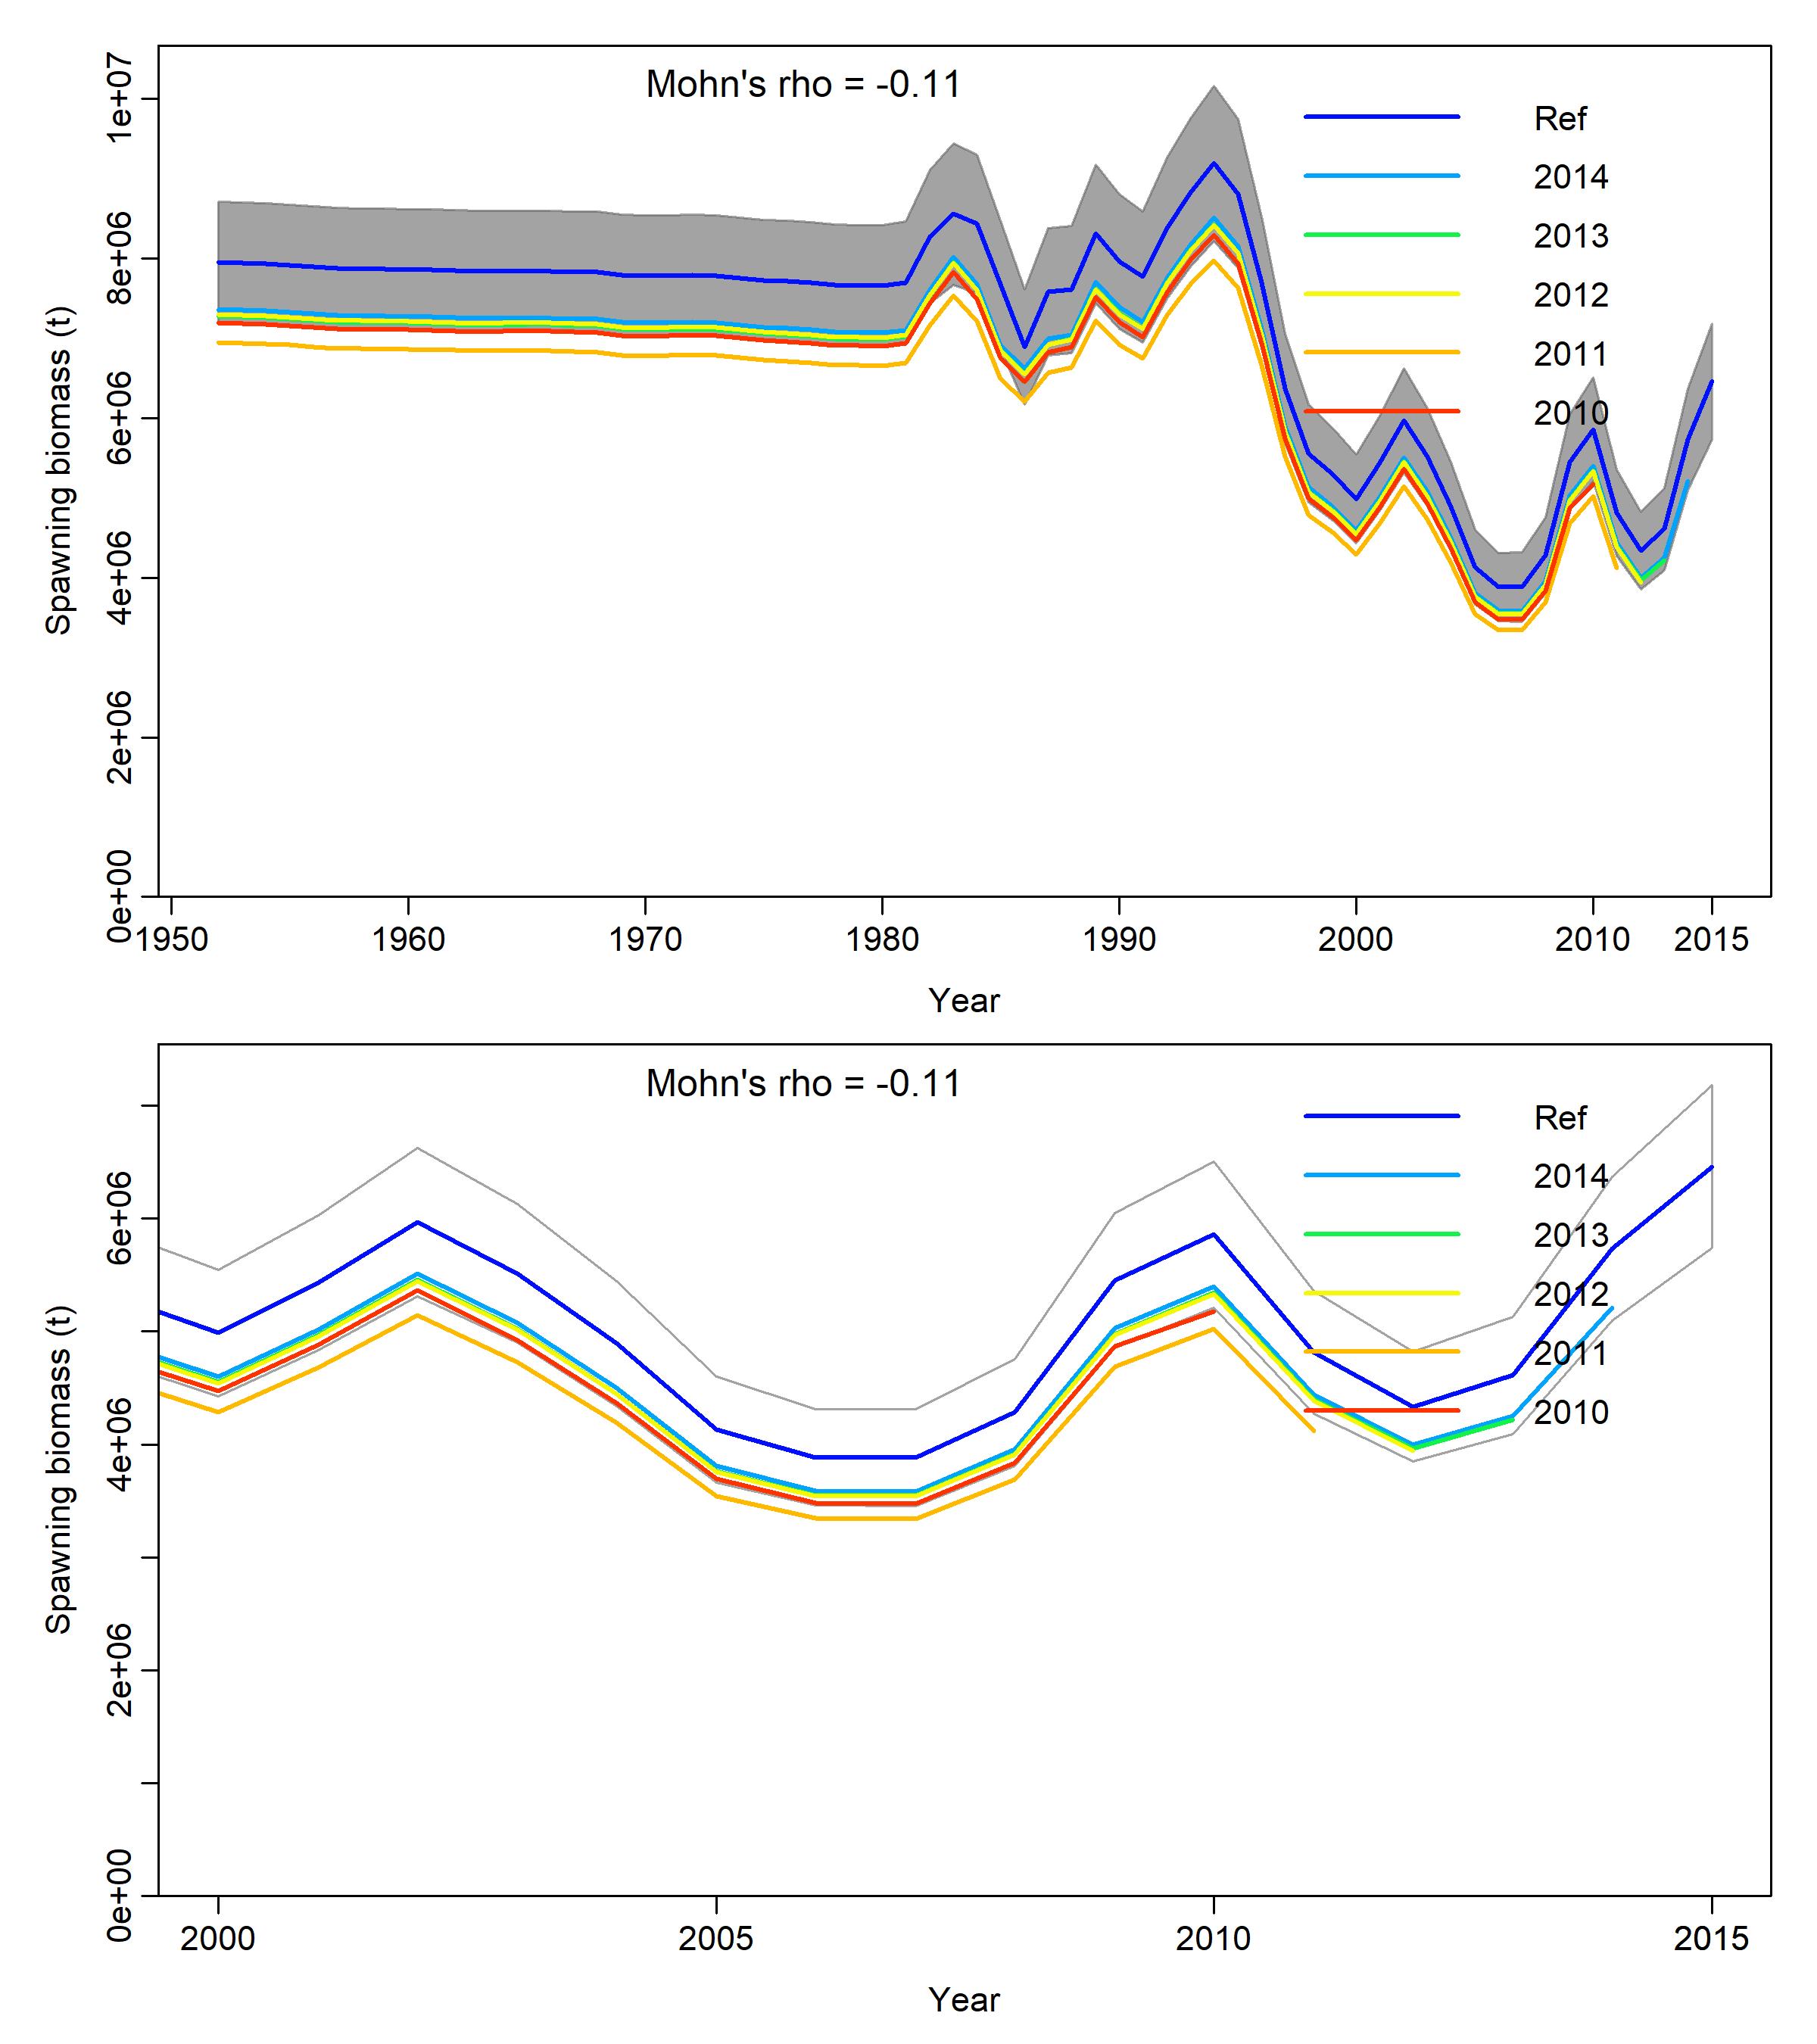 Mohn's rho = -0.11
Ref
2014
2013
2012
2011
2010
Spawning biomass (t)
1e+07
8e+06
6e+06
4e+06
2e+06
0e+00
1950 1960 1970 1980 1990 2000 2010 2015
Year
Mohn's rho = -0.11
Ref
2014
2013
2012
2011
2010
Spawning biomass (t)
6e+06
4e+06
2e+06
0e+00
2000 2005 2010 2015
Year